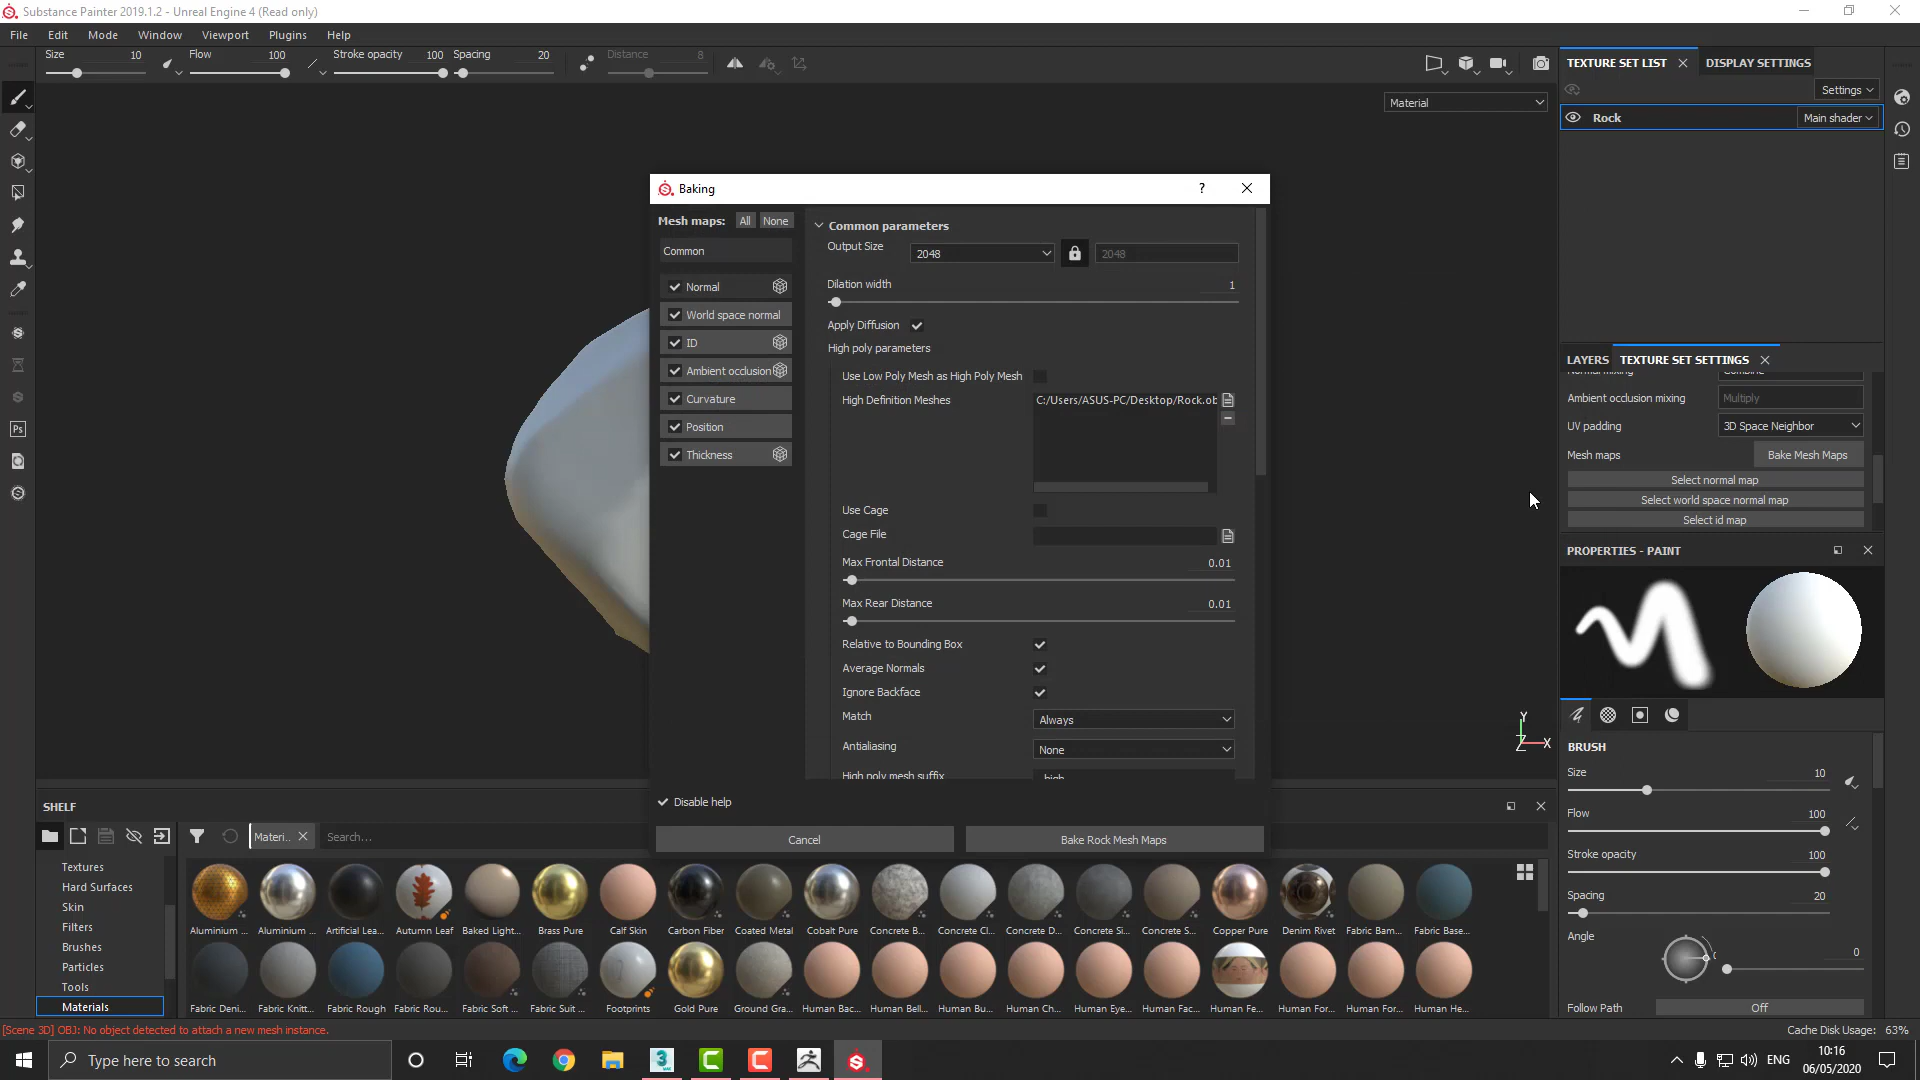 Substance Painter 2019.1.2 - Unreal Engine 4 (Read only)
File Edit Mode Window Viewport Plugins Help
Size 10 Flow 100 Stroke opacity 100 Spacing 20 Distance 8
Material
TEXTURE SET LIST
DISPLAY SETTINGS
Settings
Rock Main shader
Baking
?
Mesh maps: All None
Common
Normal
World space normal
ID
Ambient occlusion
Curvature
Position
Thickness
Common parameters
Output Size 2048 2048
Dilation width 1
Apply Diffusion
High poly parameters
Use Low Poly Mesh as High Poly Mesh
High Definition Meshes C:/Users/ASUS-PC/Desktop/Rock.ob
Use Cage
Cage File
Max Frontal Distance 0.01
Max Rear Distance 0.01
Relative to Bounding Box
Average Normals
Ignore Backface
Match Always
Antialiasing None
High poly mesh suffix _high
Disable help
Cancel
Bake Rock Mesh Maps
LAYERS
TEXTURE SET SETTINGS
Normal mixing Combine
Ambient occlusion mixing Multiply
UV padding 3D Space Neighbor
Mesh maps Bake Mesh Maps
Select normal map
Select world space normal map
Select id map
PROPERTIES - PAINT
BRUSH
Size 10
Flow 100
Stroke opacity 100
Spacing 20
Angle 0
Follow Path Off
Y
Z X
SHELF
Materi... Search...
Textures
Hard Surfaces
Skin
Filters
Brushes
Particles
Tools
Materials
Aluminium ... Aluminium ... Artificial Lea... Autumn Leaf Baked Light... Brass Pure Calf Skin Carbon Fiber Coated Metal Cobalt Pure Concrete B... Concrete Cl... Concrete D... Concrete Si... Concrete S... Copper Pure Denim Rivet Fabric Bam... Fabric Base...
Fabric Deni... Fabric Knitt... Fabric Rough Fabric Rou... Fabric Soft ... Fabric Suit ... Footprints Gold Pure Ground Gra... Human Bac... Human Bell... Human Bu... Human Ch... Human Eye... Human Fac... Human Fe... Human For... Human For... Human He...
[Scene 3D] OBJ: No object detected to attach a new mesh instance.
Cache Disk Usage: 63%
Type here to search
ENG
10:16
06/05/2020